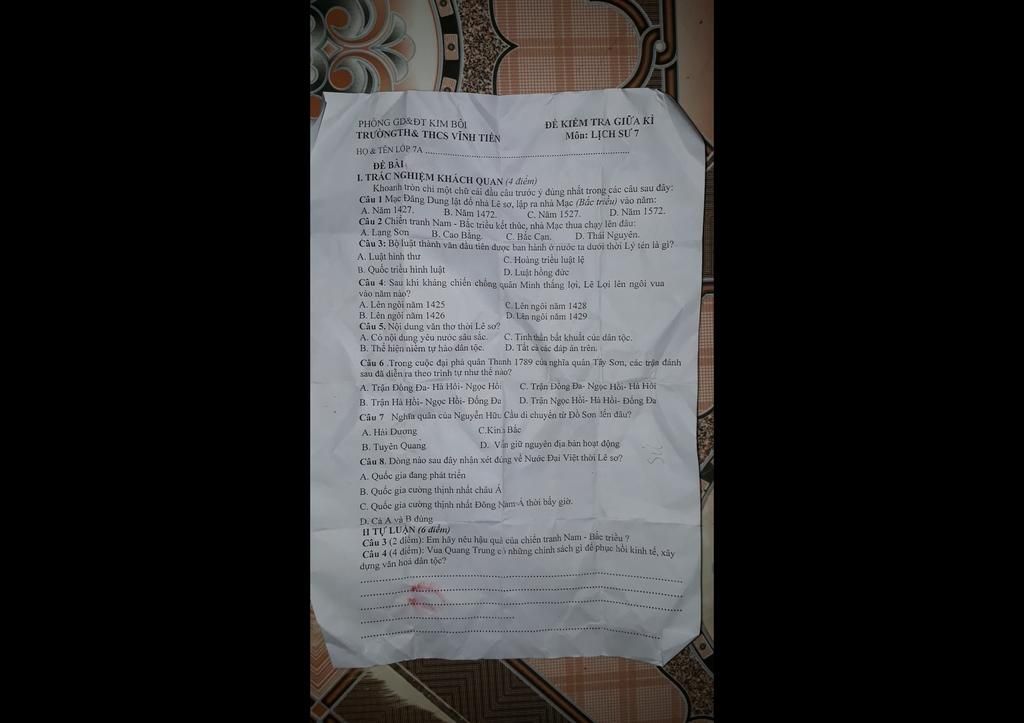 PHÒNG GD&ĐT KIM BÔI
TRƯỜNGTH& THCS VĨNH TIẾN
ĐỀ KIỂM TRA GIỮA KÌ
Môn: LỊCH SỬ 7
HỌ & TÊN LỚP 7A
ĐỀ BÀI
I. TRẮC NGHIỆM KHÁCH QUAN (4 điểm)
Khoanh tròn chỉ một chữ cái đầu câu trước ý đúng nhất trong các câu sau đây:
Câu 1 Mạc Đăng Dung lật đổ nhà Lê sơ, lập ra nhà Mạc (Bắc triều) vào năm:
A. Năm 1427. B. Năm 1472. C. Năm 1527. D. Năm 1572.
Câu 2 Chiến tranh Nam - Bắc triều kết thúc, nhà Mạc thua chạy lên đâu:
A. Lạng Sơn B. Cao Bằng. C. Bắc Cạn. D. Thái Nguyên.
Câu 3: Bộ luật thành văn đầu tiên được ban hành ở nước ta dưới thời Lý tên là gì?
A. Luật hình thư C. Hoàng triều luật lệ
B. Quốc triều hình luật D. Luật hồng đức
Câu 4: Sau khi kháng chiến chống quân Minh thắng lợi, Lê Lợi lên ngôi vua
vào năm nào?
A. Lên ngôi năm 1425 C. Lên ngôi năm 1428
B. Lên ngôi năm 1426 D. Lên ngôi năm 1429
Câu 5. Nội dung văn thơ thời Lê sơ?
A. Có nội dung yêu nước sâu sắc. C. Tinh thần bất khuất của dân tộc.
B. Thể hiện niềm tự hào dân tộc. D. Tất cả các đáp án trên.
Câu 6 .Trong cuộc đại phá quân Thanh 1789 của nghĩa quân Tây Sơn, các trận đánh
sau đã diễn ra theo trình tự như thế nào?
A. Trận Đống Đa- Hà Hồi- Ngọc Hồi C. Trận Đống Đa- Ngọc Hồi- Hà Hồi
B. Trận Hà Hồi- Ngọc Hồi- Đống Đa D. Trận Ngọc Hồi- Hà Hồi- Đống Đa
Câu 7 Nghĩa quân của Nguyễn Hữu Cầu di chuyển từ Đồ Sơn đến đâu?
A. Hải Dương C.Kinh Bắc
B. Tuyên Quang D. Vẫn giữ nguyên địa bàn hoạt động
Câu 8. Dòng nào sau đây nhận xét đúng về Nước Đại Việt thời Lê sơ?
A. Quốc gia đang phát triển
B. Quốc gia cường thịnh nhất châu Á
C. Quốc gia cường thịnh nhất Đông Nam Á thời bấy giờ.
D. Cả A và B đúng
II TỰ LUẬN (6 điểm)
Câu 3 (2 điểm): Em hãy nêu hậu quả của chiến tranh Nam - Bắc triều ?
Câu 4 (4 điểm): Vua Quang Trung có những chính sách gì để phục hồi kinh tế, xây
dựng văn hoá dân tộc?